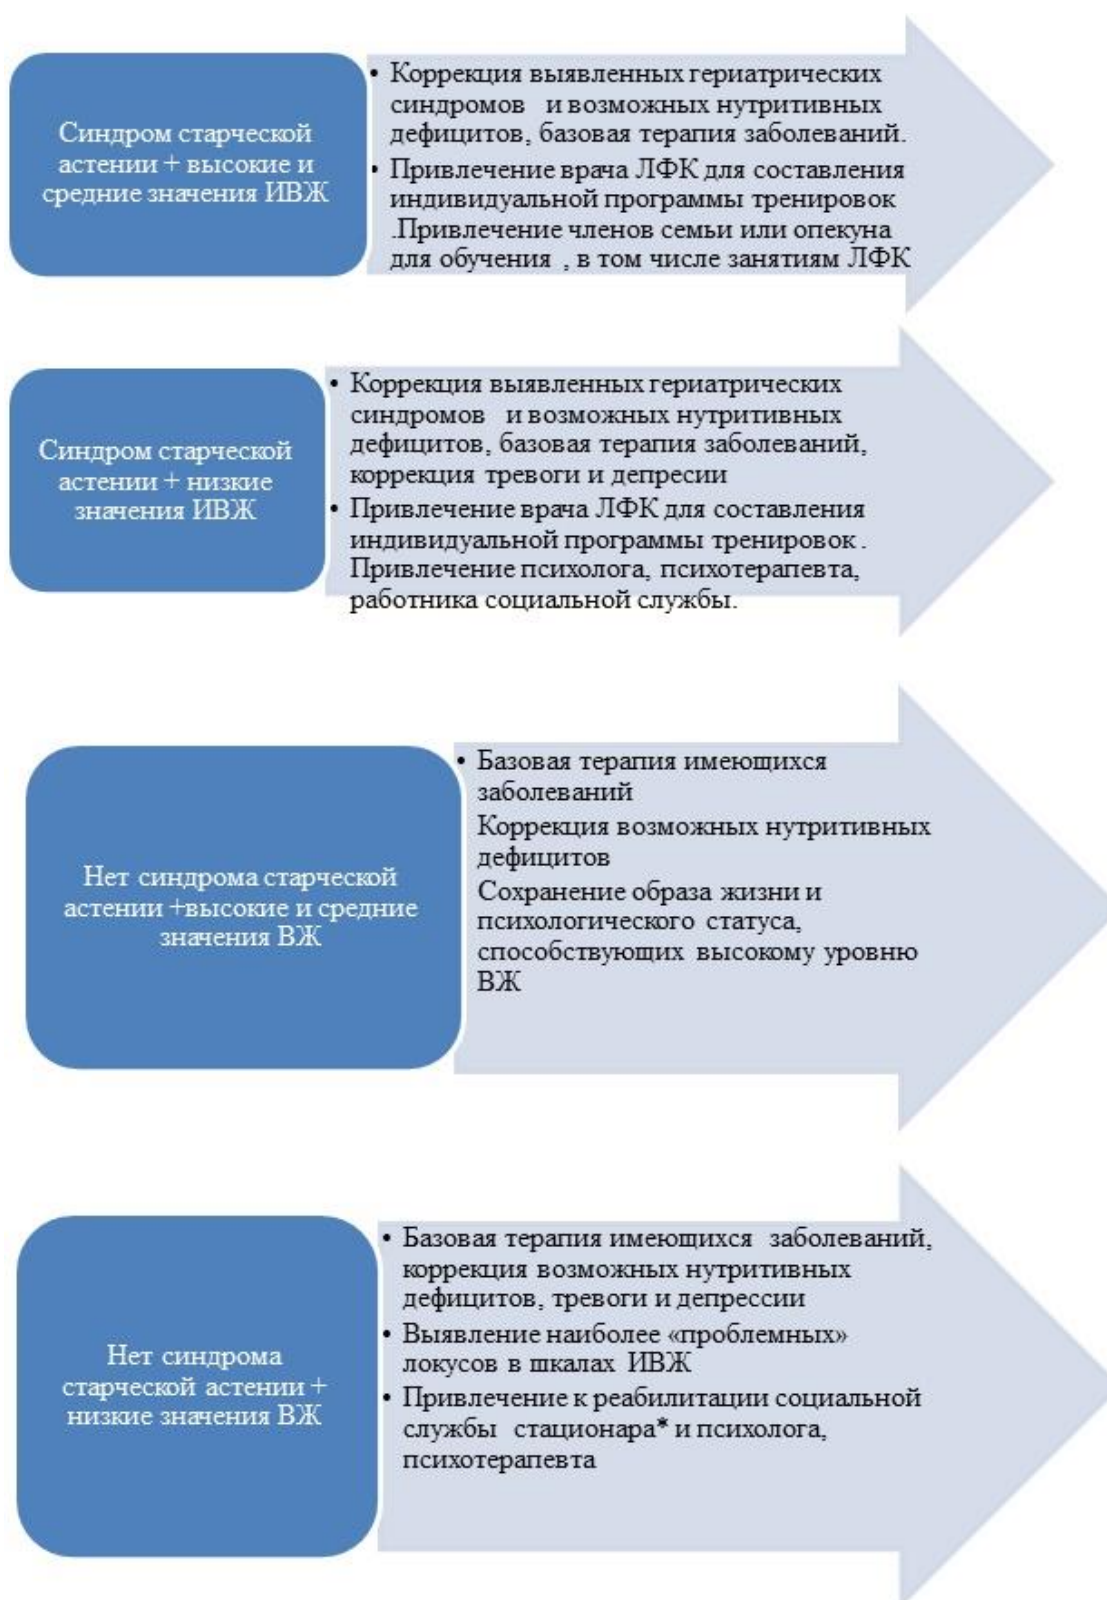 Синдром старческой
астении + высокие и
средние значения ИВЖ
• Коррекция выявленных гериатрических
синдромов и возможных нутритивных
дефицитов, базовая терапия заболеваний.
• Привлечение врача ЛФК для составления
индивидуальной программы тренировок
.Привлечение членов семьи или опекуна
для обучения , в том числе занятиям ЛФК
Синдром старческой
астении + низкие
значения ИВЖ
• Коррекция выявленных гериатрических
синдромов и возможных нутритивных
дефицитов, базовая терапия заболеваний,
коррекция тревоги и депресии
• Привлечение врача ЛФК для составления
индивидуальной программы тренировок .
Привлечение психолога, психотерапевта,
работника социальной службы.
Нет синдрома старческой
астении +высокие и средние
значения ВЖ
• Базовая терапия имеющихся
заболеваний
Коррекция возможных нутритивных
дефицитов
Сохранение образа жизни и
психологического статуса,
способствующих высокому уровню
ВЖ
Нет синдрома
старческой астении +
низкие значения ВЖ
• Базовая терапия имеющихся заболеваний,
коррекция возможных нутритивных
дефицитов, тревоги и депрессии
• Выявление наиболее «проблемных»
локусов в шкалах ИВЖ
• Привлечение к реабилитации социальной
службы стационара* и психолога,
психотерапевта